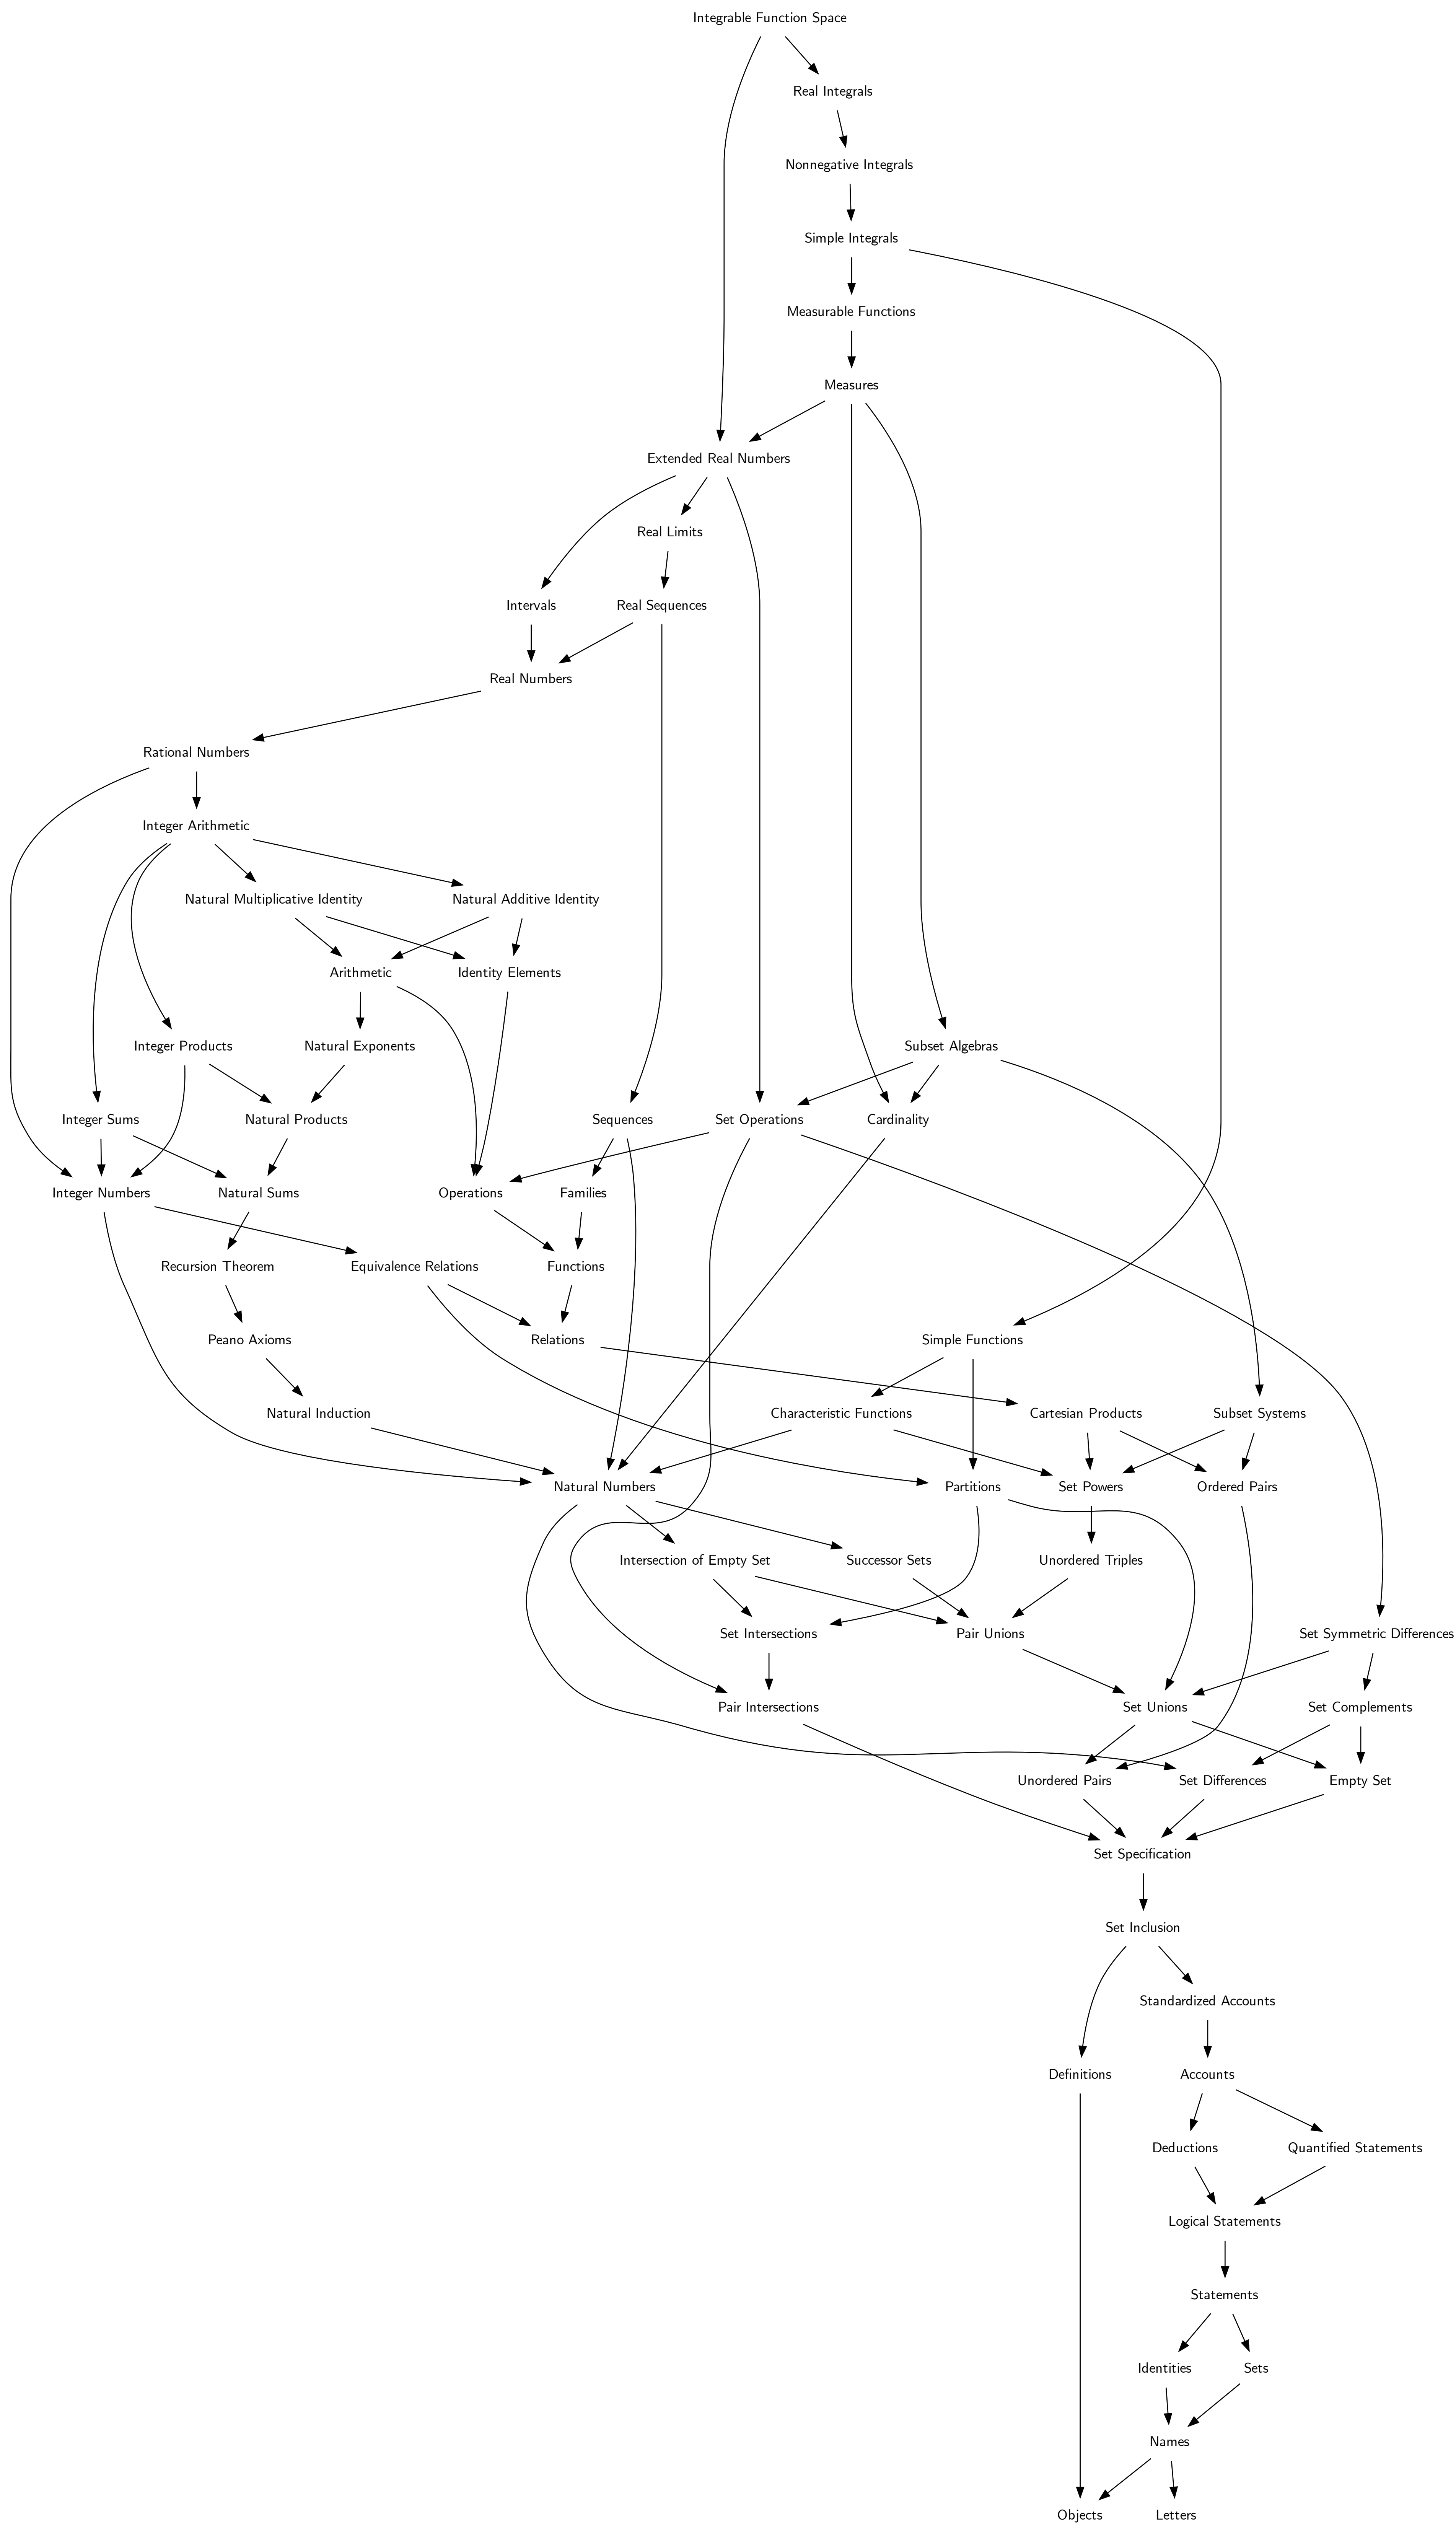 Integrable Function Space
Real Integrals
Nonnegative Integrals
Simple Integrals
Measurable Functions
Measures
Extended Real Numbers
Real Limits
Intervals
Real Sequences
Real Numbers
Rational Numbers
Integer Arithmetic
Natural Multiplicative Identity
Natural Additive Identity
Arithmetic
Identity Elements
Integer Products
Natural Exponents
Subset Algebras
Integer Sums
Natural Products
Sequences
Set Operations
Cardinality
Integer Numbers
Natural Sums
Operations
Families
Recursion Theorem
Equivalence Relations
Functions
Peano Axioms
Relations
Simple Functions
Natural Induction
Characteristic Functions
Cartesian Products
Subset Systems
Natural Numbers
Partitions
Set Powers
Ordered Pairs
Intersection of Empty Set
Successor Sets
Unordered Triples
Set Intersections
Pair Unions
Set Symmetric Differences
Pair Intersections
Set Unions
Set Complements
Unordered Pairs
Set Differences
Empty Set
Set Specification
Set Inclusion
Standardized Accounts
Definitions
Accounts
Deductions
Quantified Statements
Logical Statements
Statements
Identities
Sets
Names
Objects
Letters